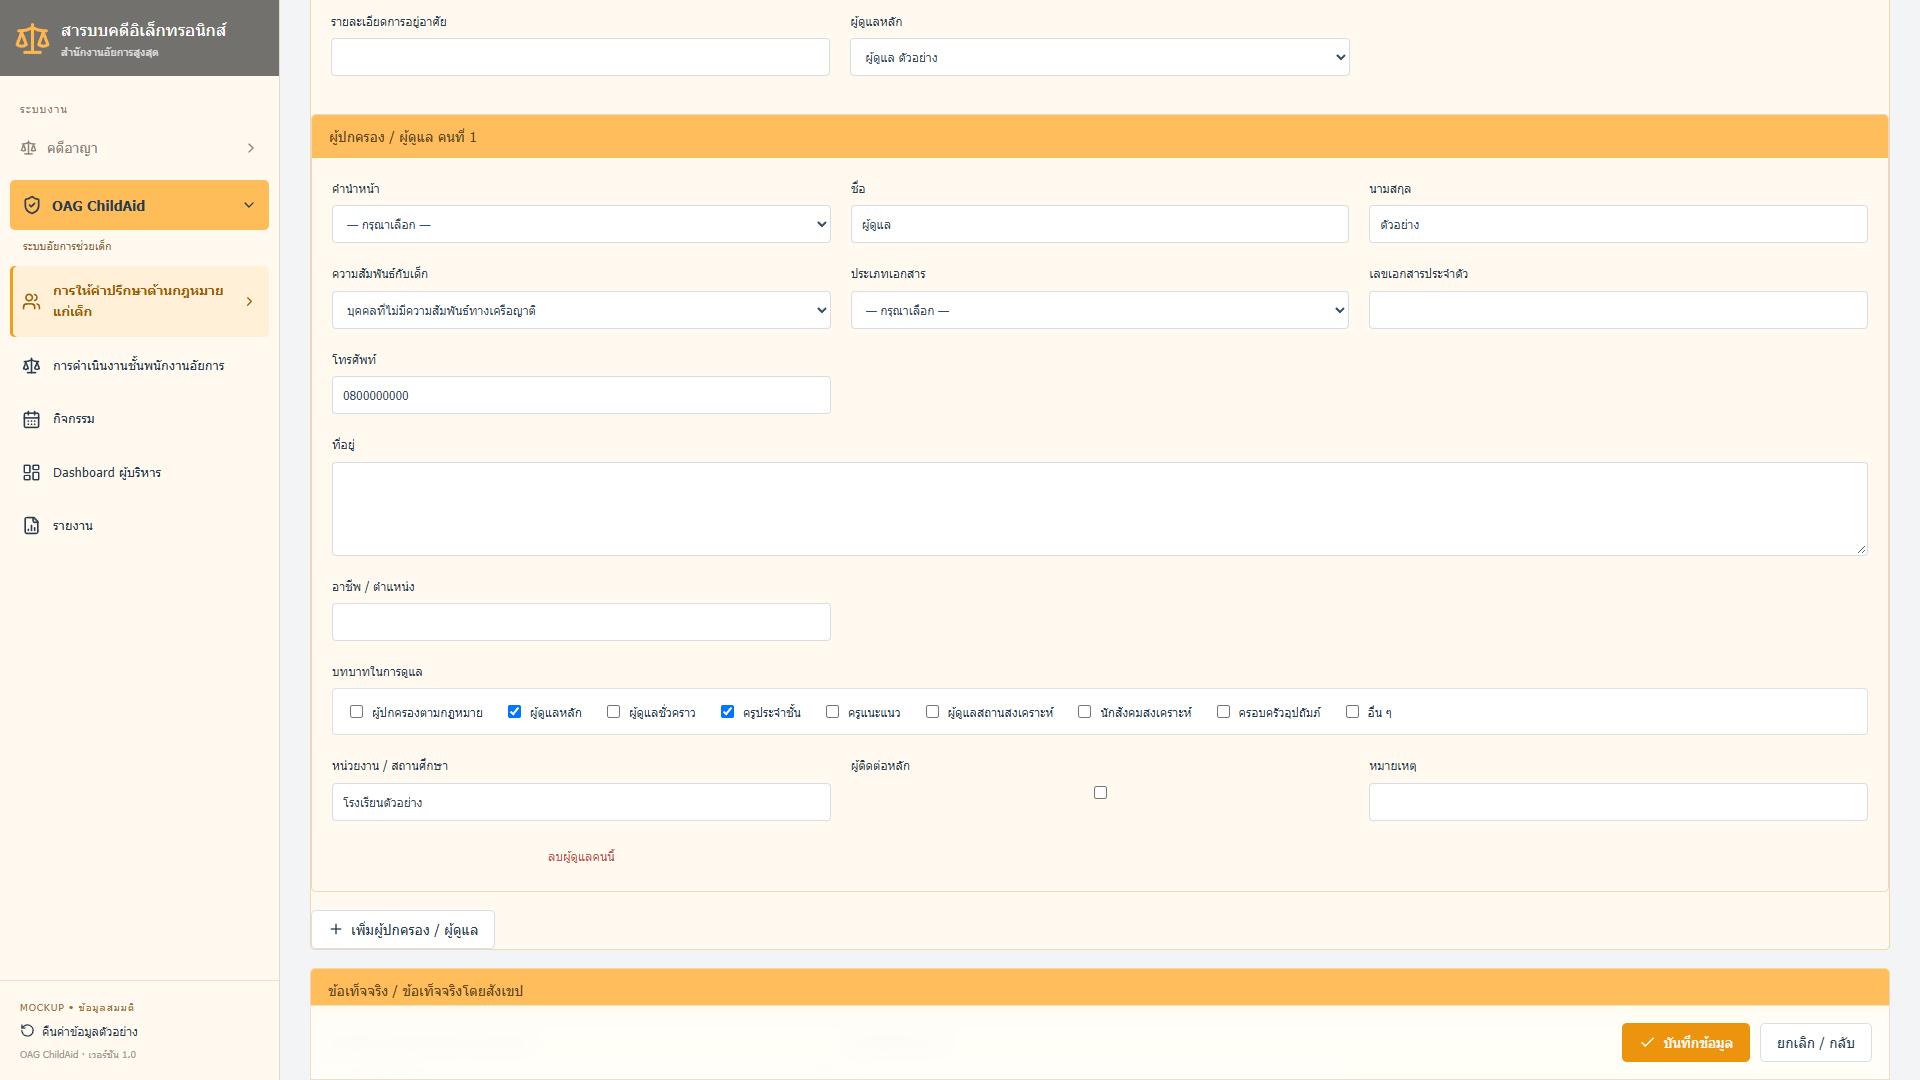 สารบบคดีอิเล็กทรอนิกส์
สำนักงานอัยการสูงสุด
ระบบงาน
คดีอาญา
OAG ChildAid
ระบบอัยการช่วยเด็ก
การให้คำปรึกษาด้านกฎหมาย
แก่เด็ก
การดำเนินงานชั้นพนักงานอัยการ
กิจกรรม
Dashboard ผู้บริหาร
รายงาน
MOCKUP • ข้อมูลสมมติ
คืนค่าข้อมูลตัวอย่าง
OAG ChildAid · เวอร์ชัน 1.0
รายละเอียดการอยู่อาศัย
ผู้ดูแลหลัก
ผู้ดูแล ตัวอย่าง
ผู้ปกครอง / ผู้ดูแล คนที่ 1
คำนำหน้า
ชื่อ
นามสกุล
— กรุณาเลือก —
ผู้ดูแล
ตัวอย่าง
ความสัมพันธ์กับเด็ก
ประเภทเอกสาร
เลขเอกสารประจำตัว
บุคคลที่ไม่มีความสัมพันธ์ทางเครือญาติ
— กรุณาเลือก —
โทรศัพท์
0800000000
ที่อยู่
อาชีพ / ตำแหน่ง
บทบาทในการดูแล
ผู้ปกครองตามกฎหมาย ผู้ดูแลหลัก ผู้ดูแลชั่วคราว ครูประจำชั้น ครูแนะแนว ผู้ดูแลสถานสงเคราะห์ นักสังคมสงเคราะห์ ครอบครัวอุปถัมภ์ อื่น ๆ
หน่วยงาน / สถานศึกษา
ผู้ติดต่อหลัก
หมายเหตุ
โรงเรียนตัวอย่าง
ลบผู้ดูแลคนนี้
เพิ่มผู้ปกครอง / ผู้ดูแล
ข้อเท็จจริง / ข้อเท็จจริงโดยสังเขป
บันทึกข้อมูล
ยกเลิก / กลับ